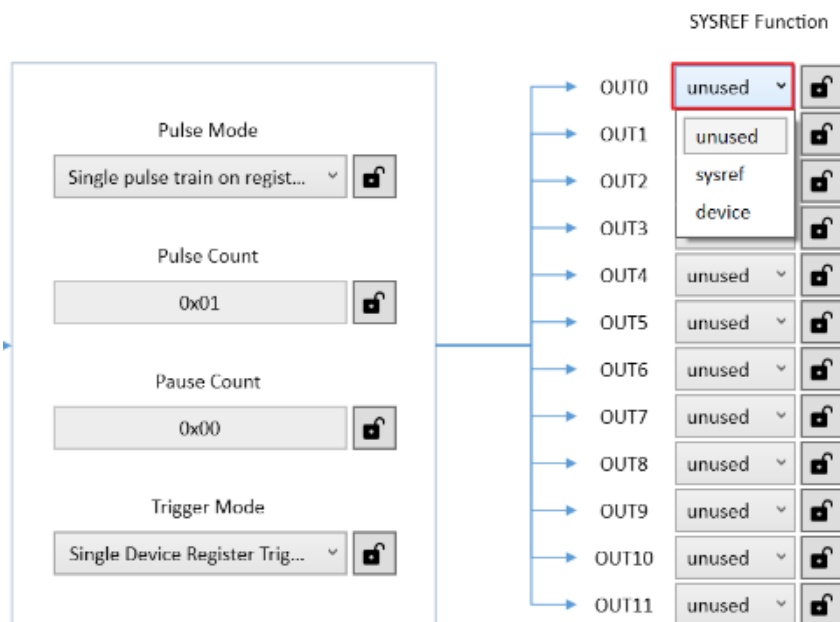 SYSREF Function
Pulse Mode
Single pulse train on regist...
Pulse Count
0x01
Pause Count
0x00
Trigger Mode
Single Device Register Trig...
OUT0 unused
unused
sysref
device
OUT1
OUT2
OUT3
OUT4 unused
OUT5 unused
OUT6 unused
OUT7 unused
OUT8 unused
OUT9 unused
OUT10 unused
OUT11 unused